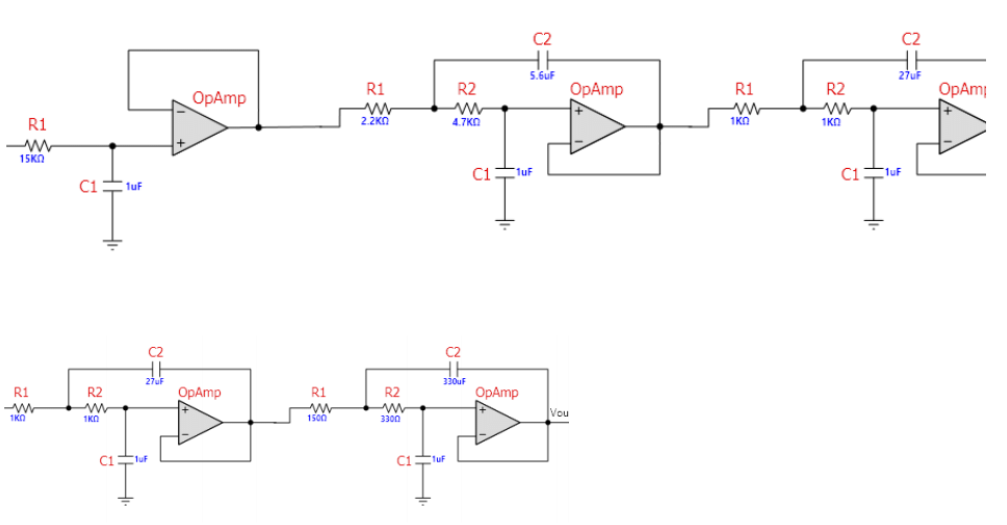 C2
5.6uF
C2
27uF
OpAmp
R1
2.2KΩ
R2
4.7KΩ
OpAmp
R1
1KΩ
R2
1KΩ
OpAmp
R1
15KΩ
C1 1uF
C1 1uF
C1 1uF
C2
27uF
C2
330uF
R1
1KΩ
R2
1KΩ
OpAmp
R1
150Ω
R2
330Ω
OpAmp
Vou
C1 1uF
C1 1uF